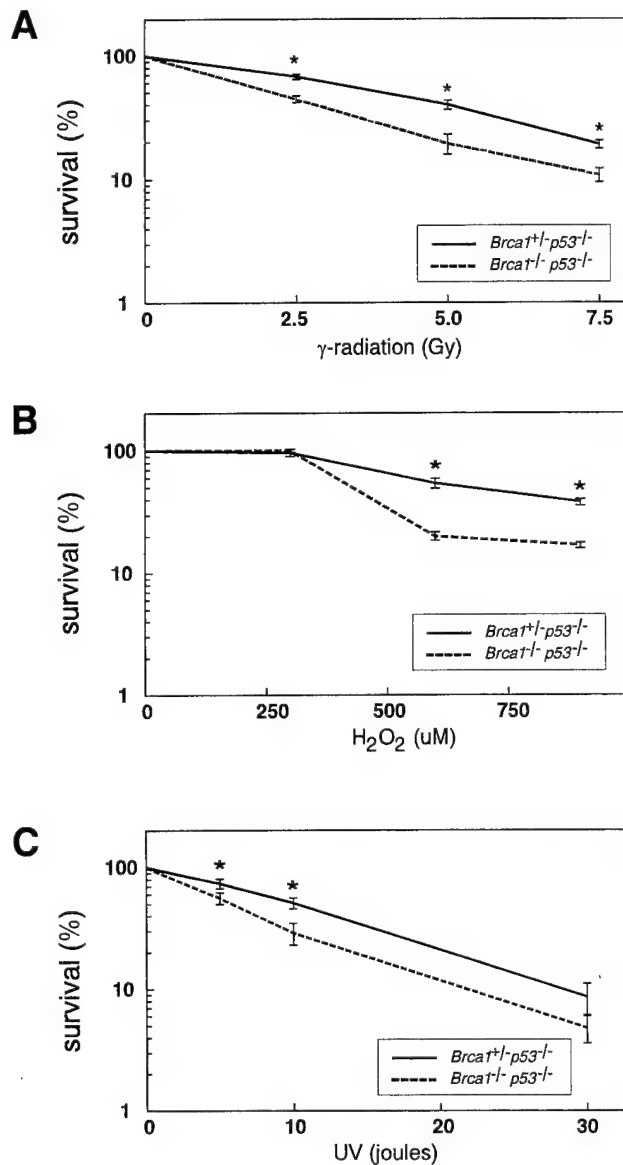 A
*
*
*
100
10
1
survival (%)
Brca1+/-p53-/-
Brca1-/- p53-/-
0
2.5
5.0
7.5
γ-radiation (Gy)
B
*
*
100
10
1
survival (%)
Brca1+/-p53-/-
Brca1-/- p53-/-
0
250
500
750
H2O2 (uM)
C
*
*
100
10
1
survival (%)
Brca1+/-p53-/-
Brca1-/- p53-/-
0
10
20
30
UV (joules)